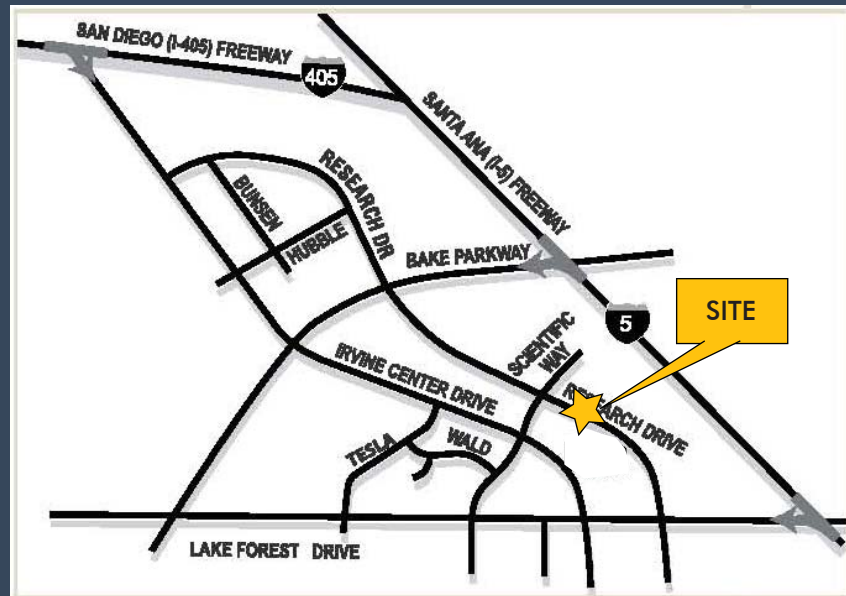 SAN DIEGO (I-405) FREEWAY
405
SANTA ANA (I-5) FREEWAY
RESEARCH DR
BUNSEN
HUBBLE
BAKE PARKWAY
5
SITE
SCIENTIFIC
WAY
IRVINE CENTER DRIVE
RESEARCH DRIVE
TESLA
WALD
LAKE FOREST DRIVE